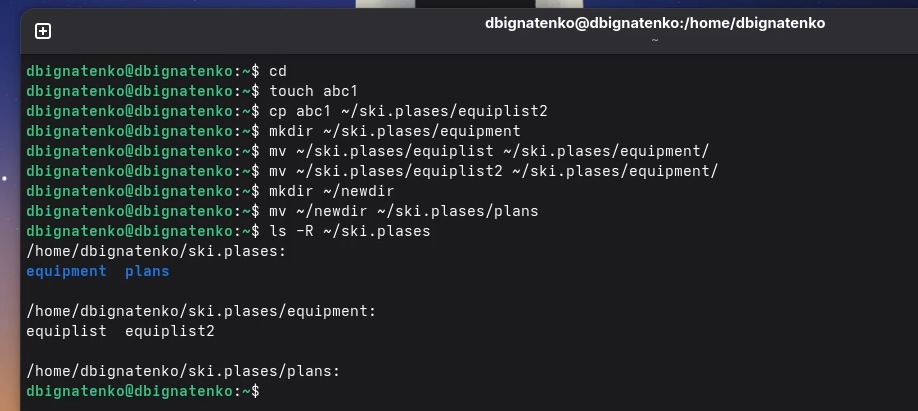 dbignatenko@dbignatenko:/home/dbignatenko
~
dbignatenko@dbignatenko:~$ cd
dbignatenko@dbignatenko:~$ touch abc1
dbignatenko@dbignatenko:~$ cp abc1 ~/ski.plases/equiplist2
dbignatenko@dbignatenko:~$ mkdir ~/ski.plases/equipment
dbignatenko@dbignatenko:~$ mv ~/ski.plases/equiplist ~/ski.plases/equipment/
dbignatenko@dbignatenko:~$ mv ~/ski.plases/equiplist2 ~/ski.plases/equipment/
dbignatenko@dbignatenko:~$ mkdir ~/newdir
dbignatenko@dbignatenko:~$ mv ~/newdir ~/ski.plases/plans
dbignatenko@dbignatenko:~$ ls -R ~/ski.plases
/home/dbignatenko/ski.plases:
equipment  plans
/home/dbignatenko/ski.plases/equipment:
equiplist  equiplist2
/home/dbignatenko/ski.plases/plans:
dbignatenko@dbignatenko:~$